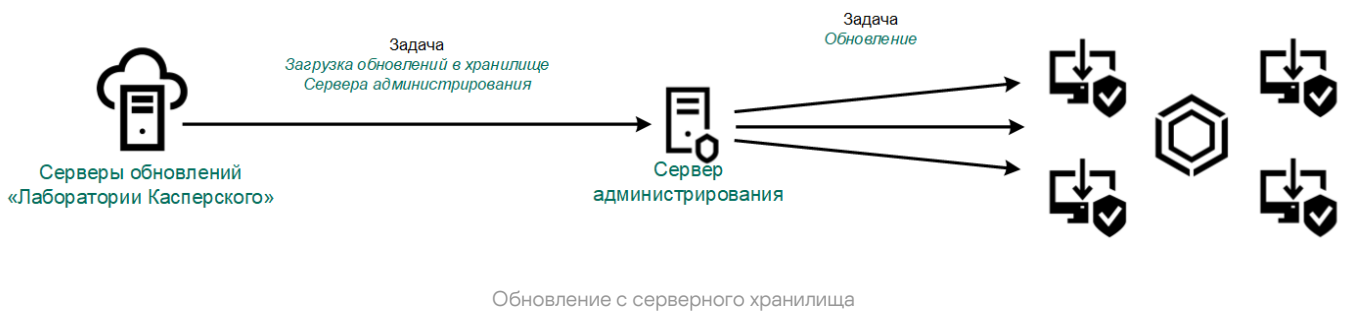 Задача
Обновление
Задача
Загрузка обновлений в хранилище
Сервера администрирования
Серверы обновлений
«Лаборатории Касперского»
Сервер
администрирования
Обновление с серверного хранилища